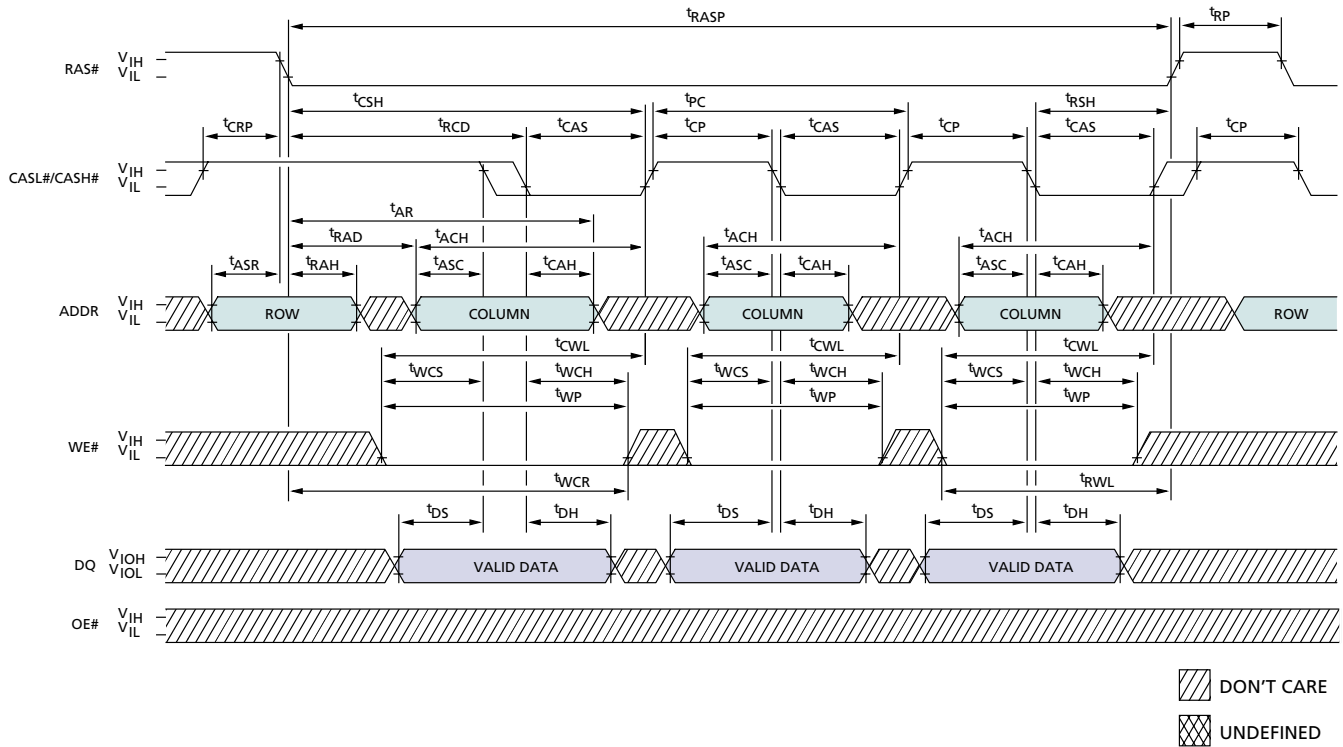 tRASP tRP
RAS# VIH
VIL
tCSH tPC tRSH
tCRP tRCD tCAS tCP tCAS tCP tCAS tCP
CASL#/CASH# VIH
VIL
tAR
tRAD tACH tACH tACH
tASR tRAH tASC tCAH tASC tCAH tASC tCAH
ADDR VIH
VIL
ROW COLUMN COLUMN COLUMN ROW
tCWL tCWL tCWL
tWCS tWCH tWCS tWCH tWCS tWCH
tWP tWP tWP
WE# VIH
VIL
tWCR tRWL
tDS tDH tDS tDH tDS tDH
DQ VIOH
VIOL
VALID DATA VALID DATA VALID DATA
OE# VIH
VIL
DON'T CARE
UNDEFINED